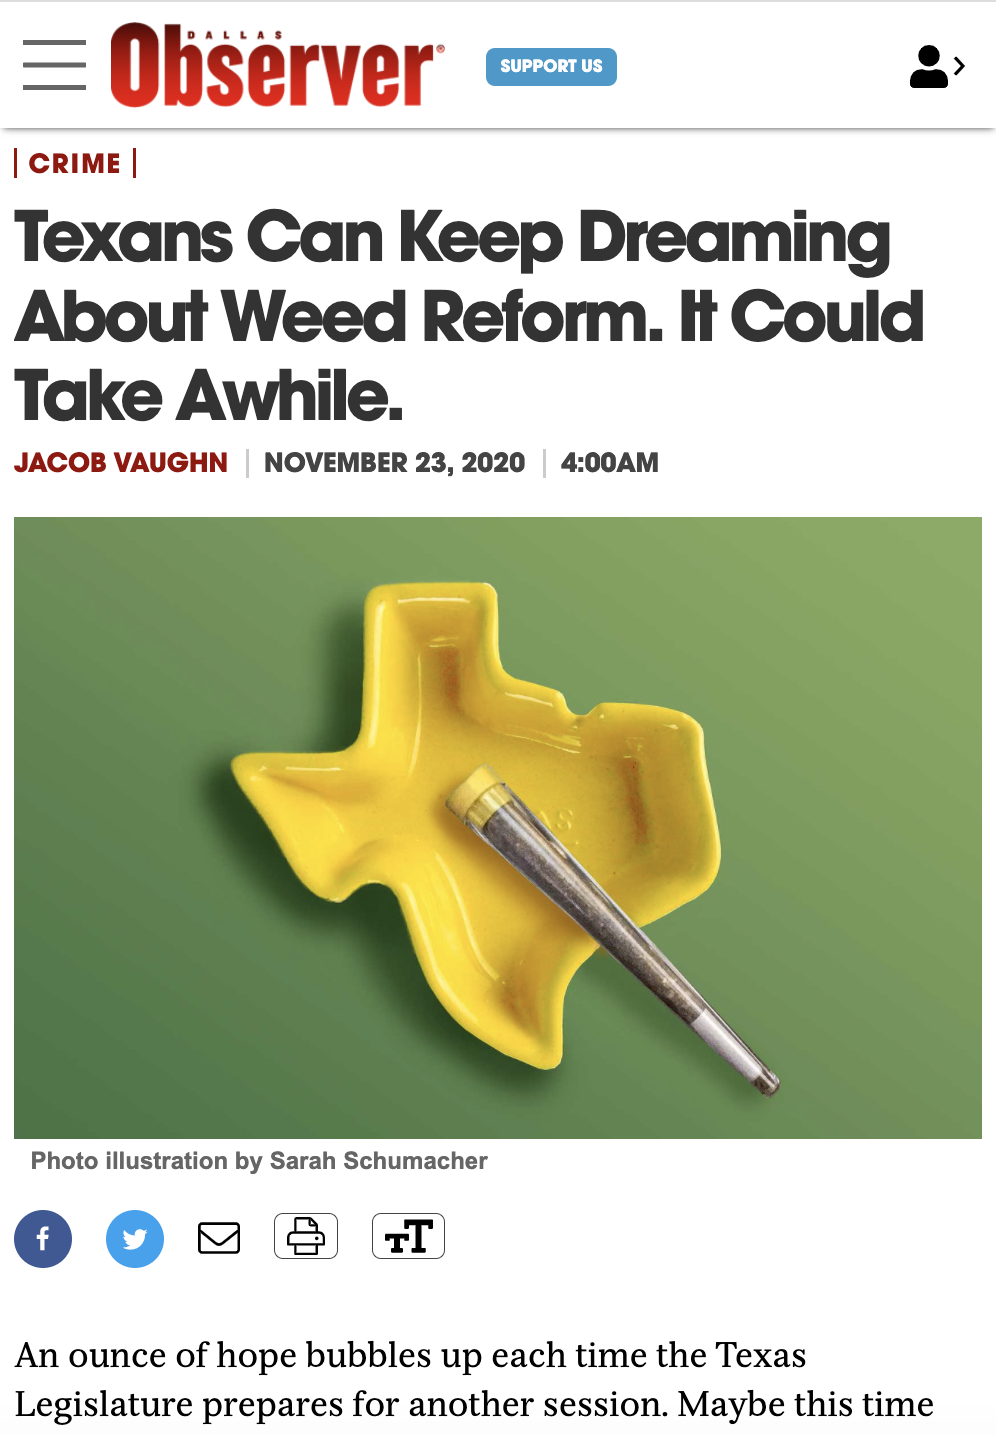 DALLAS
Observer®
SUPPORT US
CRIME
Texans Can Keep Dreaming
About Weed Reform. It Could
Take Awhile.
JACOB VAUGHN | NOVEMBER 23, 2020 | 4:00AM
Photo illustration by Sarah Schumacher
An ounce of hope bubbles up each time the Texas
Legislature prepares for another session. Maybe this time